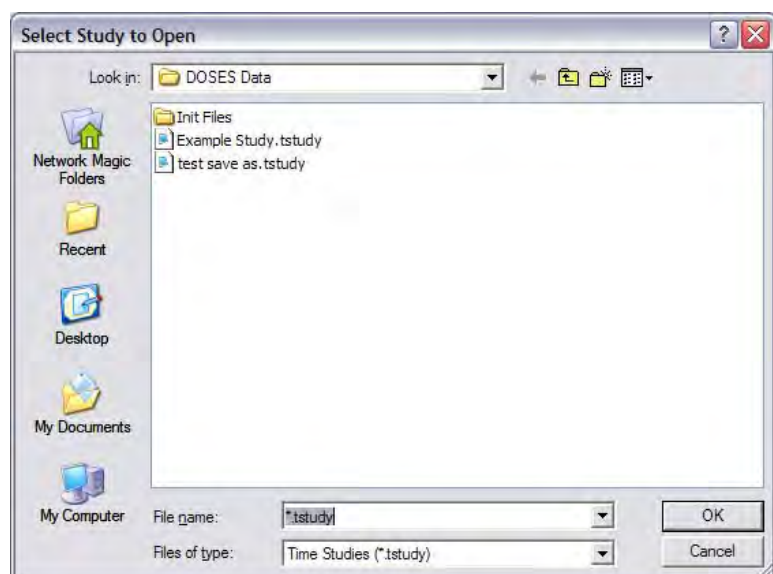 Select Study to Open
?
Look in:
DOSES Data
Init Files
Example Study.tstudy
test save as.tstudy
Network Magic
Folders
Recent
Desktop
My Documents
My Computer
File name:
*.tstudy
OK
Files of type:
Time Studies (*.tstudy)
Cancel